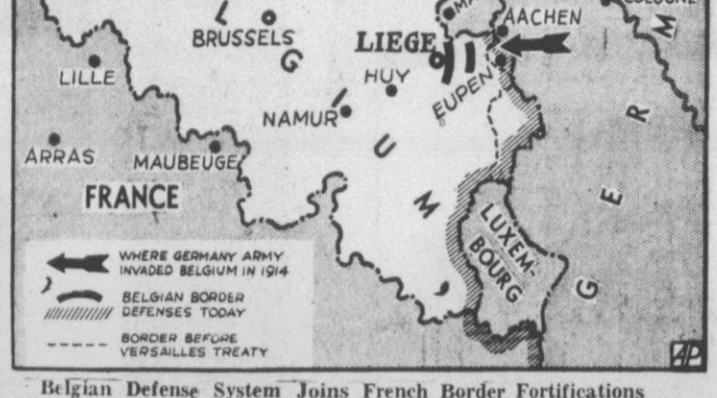 COLOGNE
AACHEN
BRUSSELS
LIEGE
LILLE
HUY
EUPEN
NAMUR
ARRAS
MAUBEUGE
FRANCE
L
G
I
U
M
G
E
R
M
LUXEM-
BOURG
WHERE GERMANY ARMY
INVADED BELGIUM IN 1914
BELGIAN BORDER
DEFENSES TODAY
BORDER BEFORE
VERSAILLES TREATY
AP
Belgian Defense System Joins French Border Fortifications